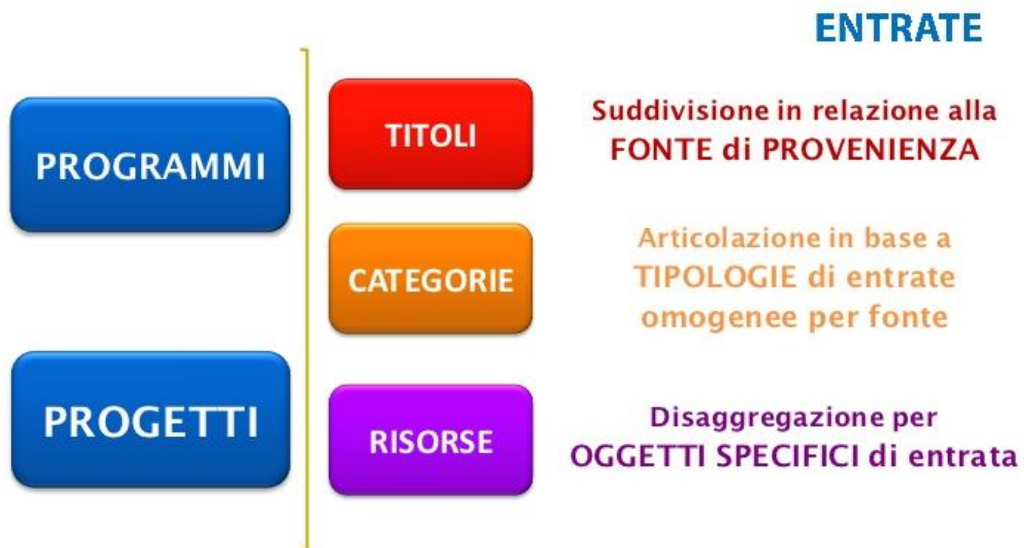 ENTRATE
PROGRAMMI
PROGETTI
TITOLI
Suddivisione in relazione alla
FONTE di PROVENIENZA
CATEGORIE
Articolazione in base a
TIPOLOGIE di entrate
omogenee per fonte
RISORSE
Disaggregazione per
OGGETTI SPECIFICI di entrata